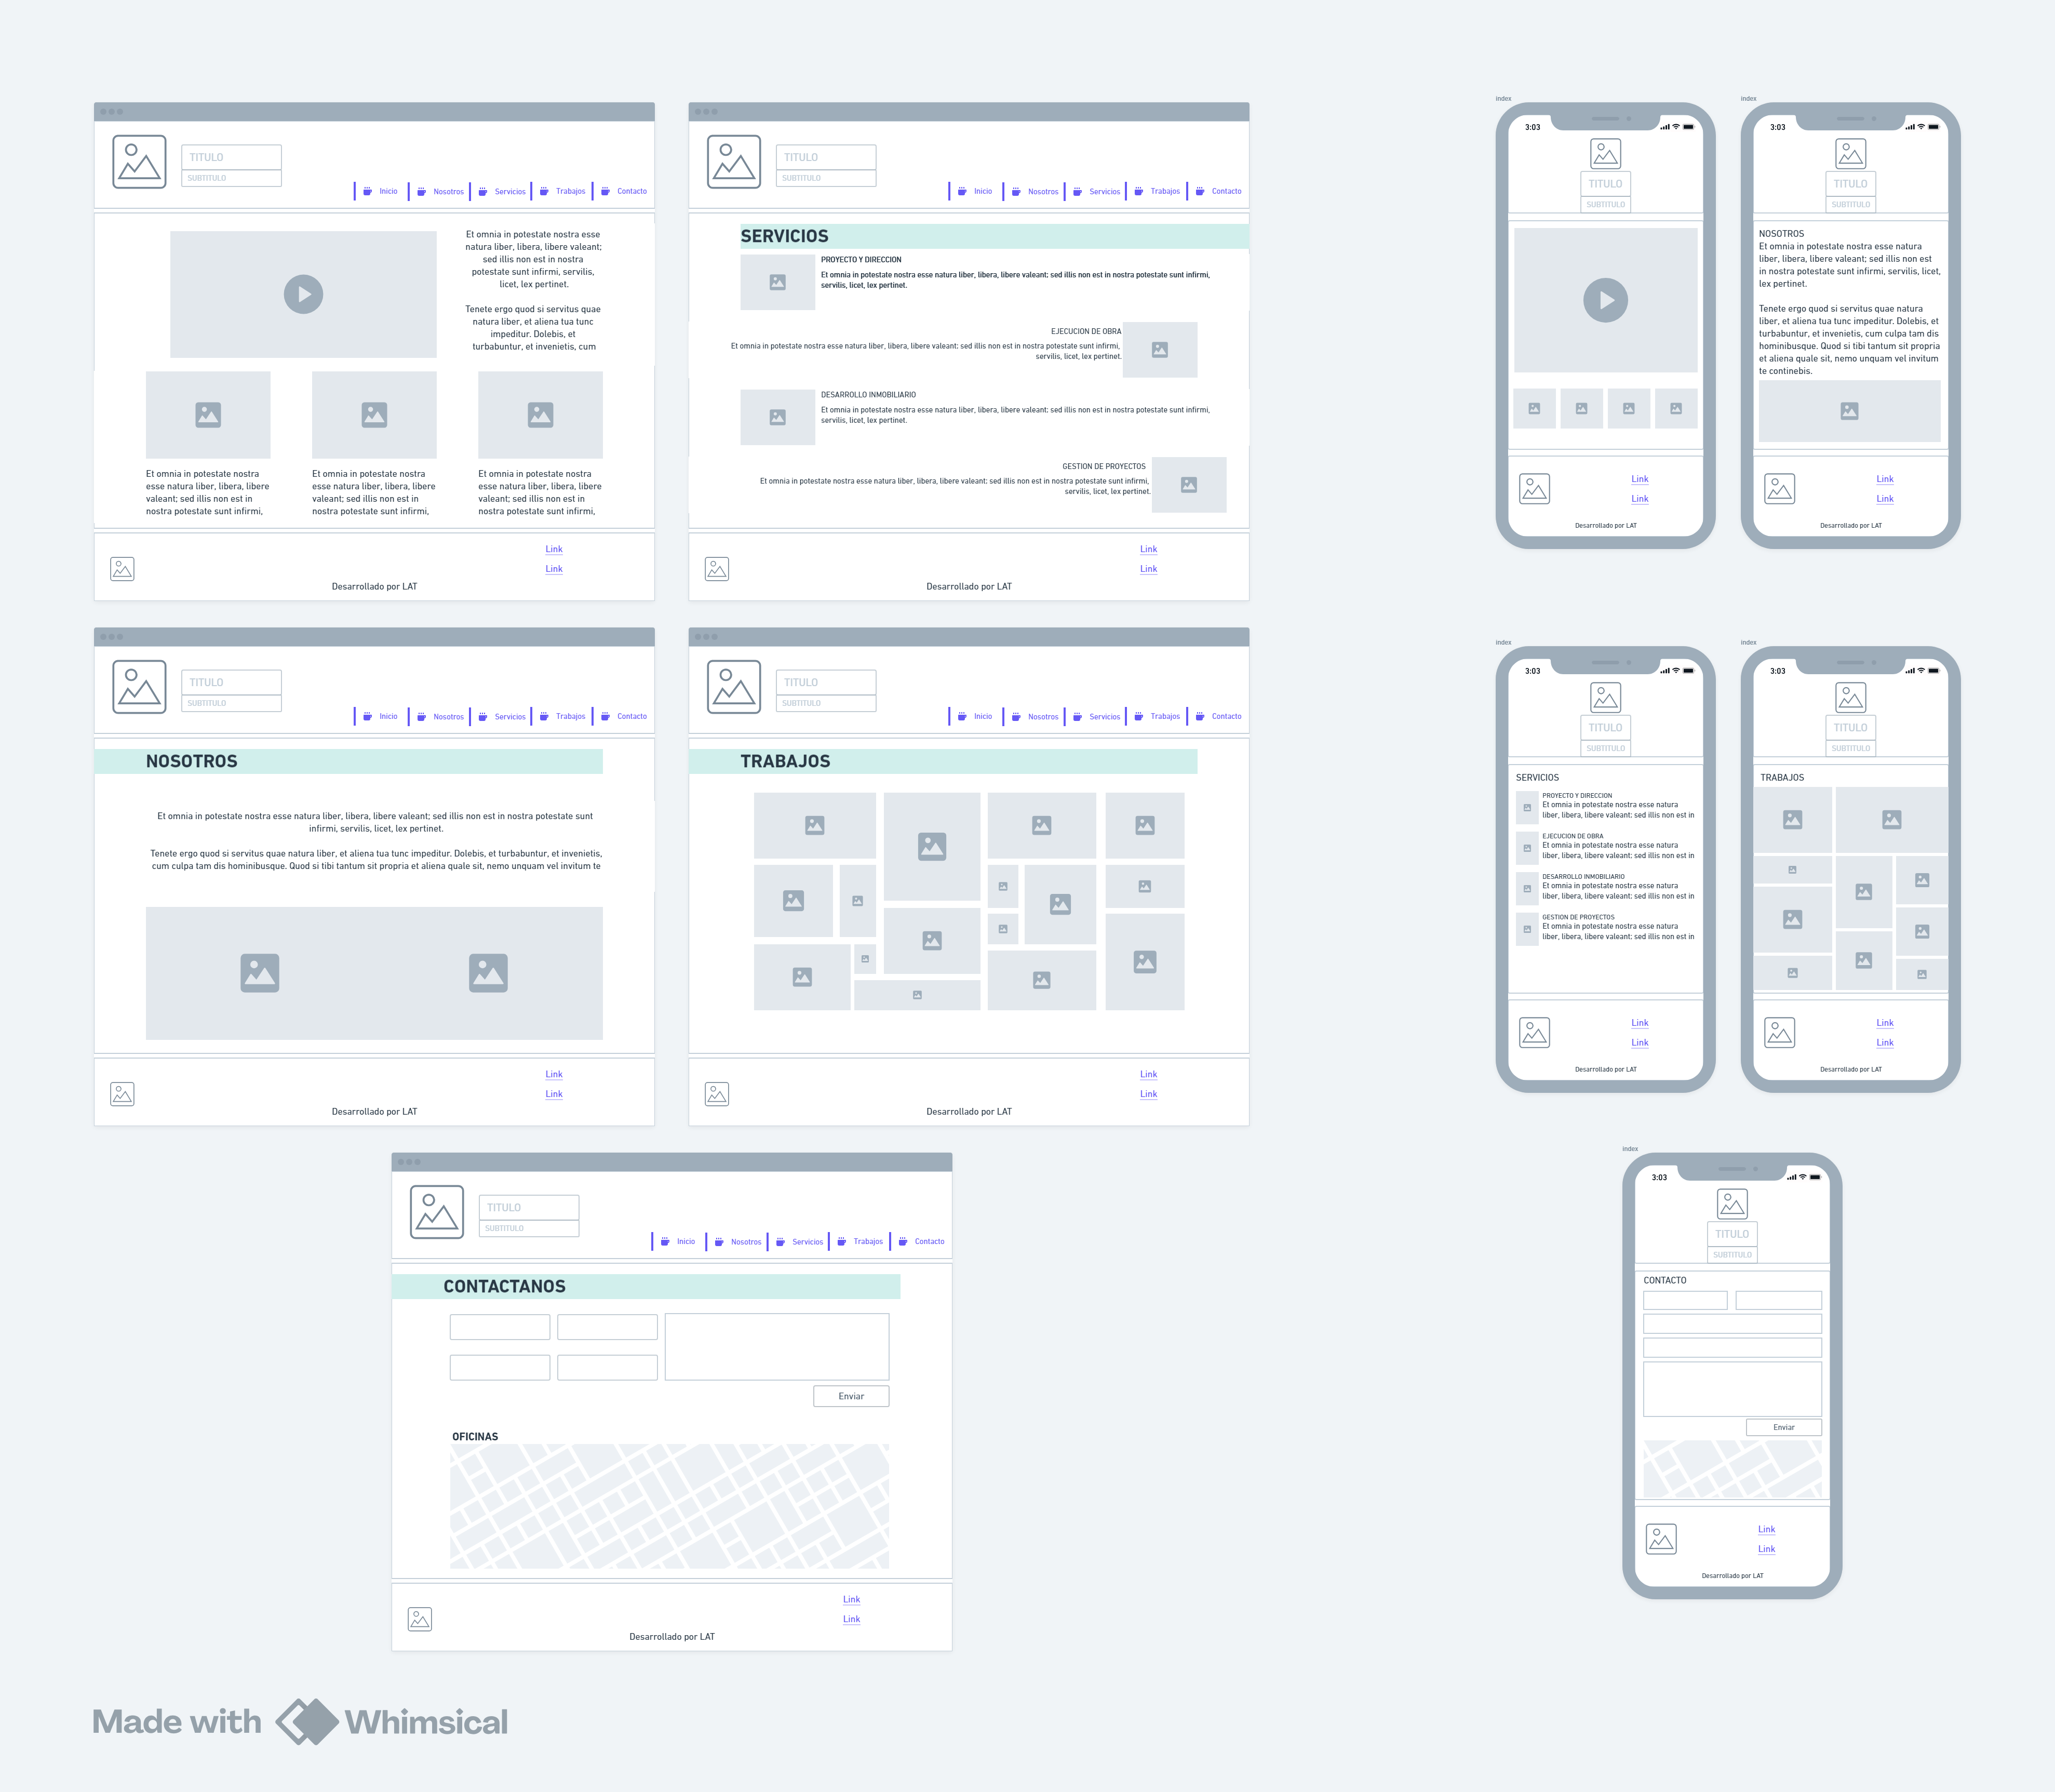 TITULO
SUBTITULO
Inicio
Nosotros
Servicios
Trabajos
Contacto
Et omnia in potestate nostra esse
natura liber, libera, libere valeant;
sed illis non est in nostra
potestate sunt infirmi, servilis,
licet, lex pertinet.
Tenete ergo quod si servitus quae
natura liber, et aliena tua tunc
impeditur. Dolebis, et
turbabuntur, et invenietis, cum
Et omnia in potestate nostra
esse natura liber, libera, libere
valeant; sed illis non est in
nostra potestate sunt infirmi,
Et omnia in potestate nostra
esse natura liber, libera, libere
valeant; sed illis non est in
nostra potestate sunt infirmi,
Et omnia in potestate nostra
esse natura liber, libera, libere
valeant; sed illis non est in
nostra potestate sunt infirmi,
Link
Link
Desarrollado por LAT
TITULO
SUBTITULO
Inicio
Nosotros
Servicios
Trabajos
Contacto
SERVICIOS
PROYECTO Y DIRECCION
Et omnia in potestate nostra esse natura liber, libera, libere valeant; sed illis non est in nostra potestate sunt infirmi,
servilis, licet, lex pertinet.
EJECUCION DE OBRA
Et omnia in potestate nostra esse natura liber, libera, libere valeant; sed illis non est in nostra potestate sunt infirmi,
servilis, licet, lex pertinet.
DESARROLLO INMOBILIARIO
Et omnia in potestate nostra esse natura liber, libera, libere valeant; sed illis non est in nostra potestate sunt infirmi,
servilis, licet, lex pertinet.
GESTION DE PROYECTOS
Et omnia in potestate nostra esse natura liber, libera, libere valeant; sed illis non est in nostra potestate sunt infirmi,
servilis, licet, lex pertinet.
Link
Link
Desarrollado por LAT
index
3:03
TITULO
SUBTITULO
Link
Link
Desarrollado por LAT
index
3:03
TITULO
SUBTITULO
NOSOTROS
Et omnia in potestate nostra esse natura
liber, libera, libere valeant; sed illis non est
in nostra potestate sunt infirmi, servilis, licet,
lex pertinet.
Tenete ergo quod si servitus quae natura
liber, et aliena tua tunc impeditur. Dolebis, et
turbabuntur, et invenietis, cum culpa tam dis
hominibusque. Quod si tibi tantum sit propria
et aliena quale sit, nemo unquam vel invitum
te continebis.
Link
Link
Desarrollado por LAT
TITULO
SUBTITULO
Inicio
Nosotros
Servicios
Trabajos
Contacto
NOSOTROS
Et omnia in potestate nostra esse natura liber, libera, libere valeant; sed illis non est in nostra potestate sunt
infirmi, servilis, licet, lex pertinet.
Tenete ergo quod si servitus quae natura liber, et aliena tua tunc impeditur. Dolebis, et turbabuntur, et invenietis,
cum culpa tam dis hominibusque. Quod si tibi tantum sit propria et aliena quale sit, nemo unquam vel invitum te
Link
Link
Desarrollado por LAT
TITULO
SUBTITULO
Inicio
Nosotros
Servicios
Trabajos
Contacto
TRABAJOS
Link
Link
Desarrollado por LAT
index
3:03
TITULO
SUBTITULO
SERVICIOS
PROYECTO Y DIRECCION
Et omnia in potestate nostra esse natura
liber, libera, libere valeant; sed illis non est in
EJECUCION DE OBRA
Et omnia in potestate nostra esse natura
liber, libera, libere valeant; sed illis non est in
DESARROLLO INMOBILIARIO
Et omnia in potestate nostra esse natura
liber, libera, libere valeant; sed illis non est in
GESTION DE PROYECTOS
Et omnia in potestate nostra esse natura
liber, libera, libere valeant; sed illis non est in
Link
Link
Desarrollado por LAT
index
3:03
TITULO
SUBTITULO
TRABAJOS
Link
Link
Desarrollado por LAT
TITULO
SUBTITULO
Inicio
Nosotros
Servicios
Trabajos
Contacto
CONTACTANOS
Enviar
OFICINAS
Link
Link
Desarrollado por LAT
index
3:03
TITULO
SUBTITULO
CONTACTO
Enviar
Link
Link
Desarrollado por LAT
Made with Whimsical